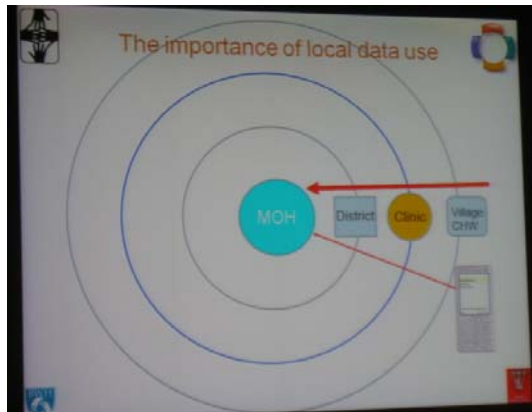 The importance of local data use
MOH
District
Clinic
Village
CHW